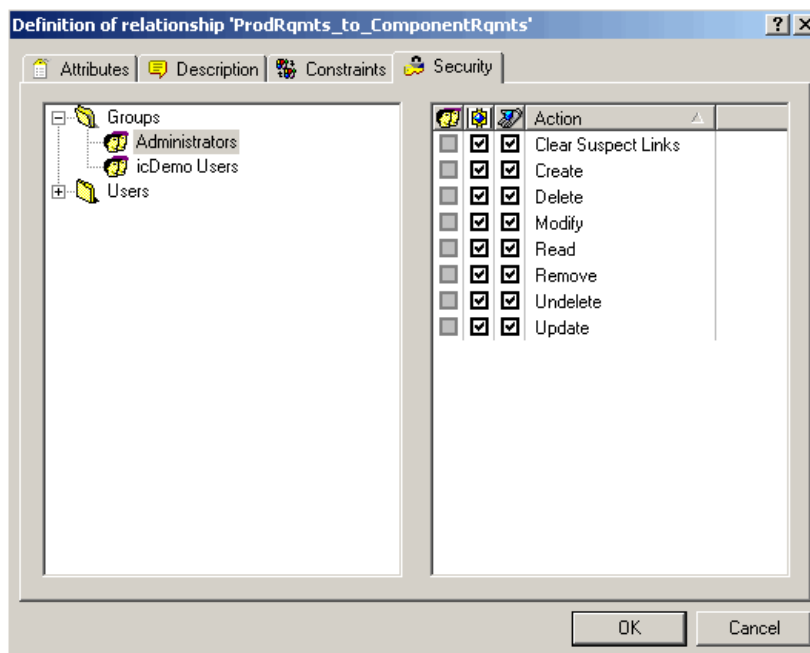 Definition of relationship 'ProdRqmts_to_ComponentRqmts'
Attributes Description Constraints Security
Groups
Administrators
icDemo Users
Users
Action
Clear Suspect Links
Create
Delete
Modify
Read
Remove
Undelete
Update
OK Cancel